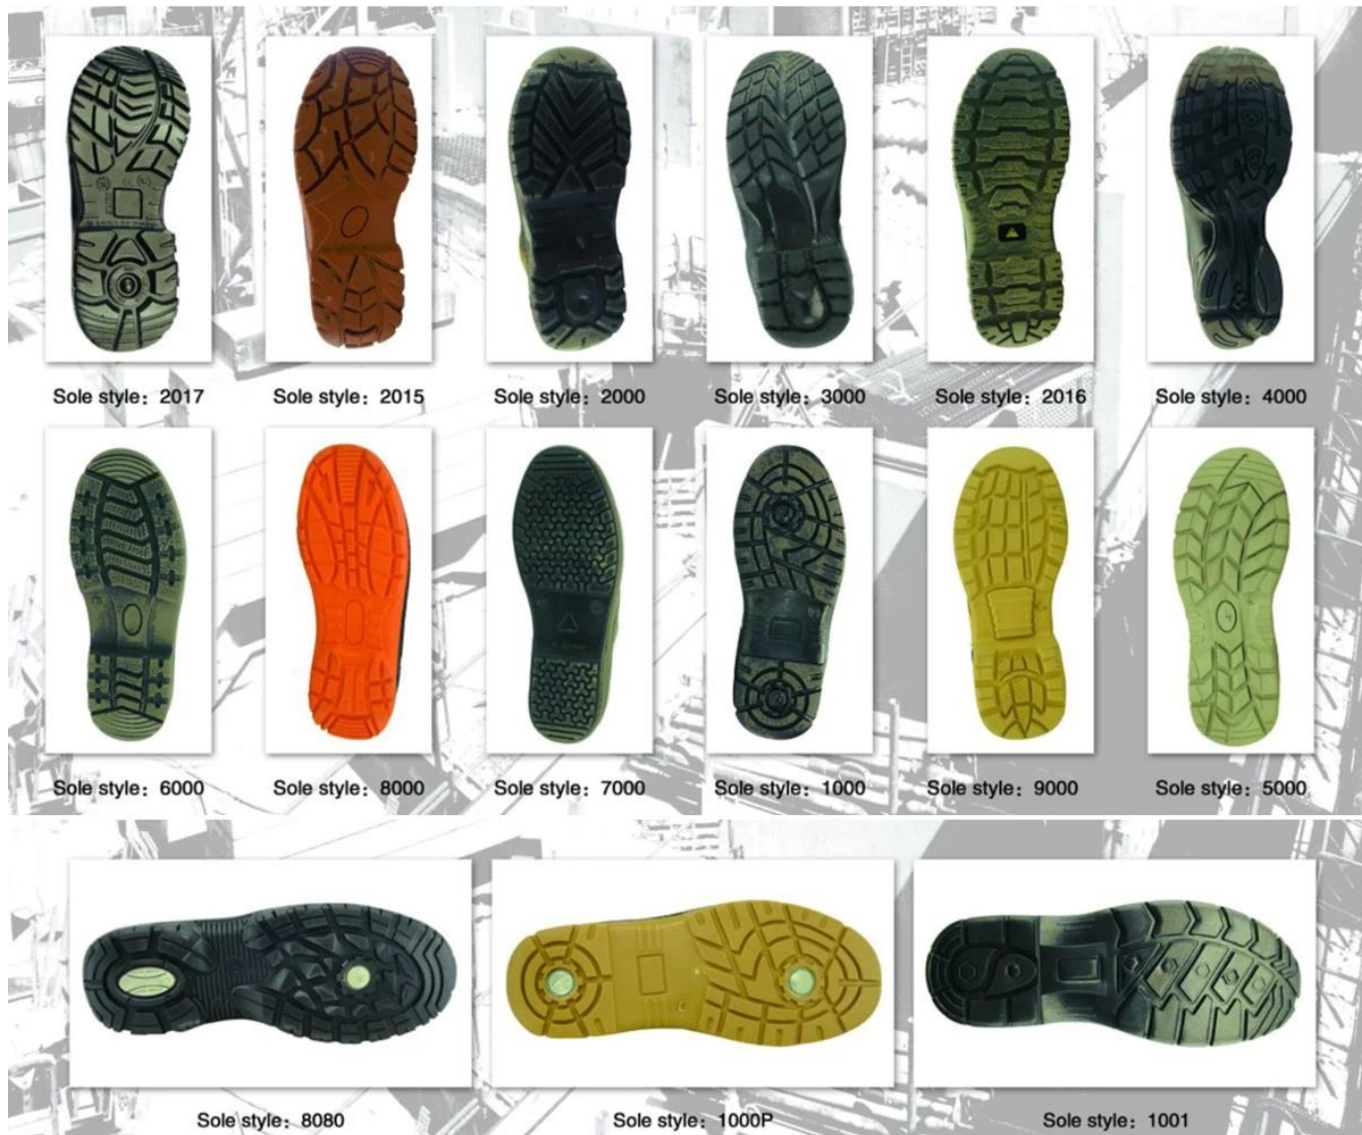 Sole style：2017
Sole style：2015
Sole style：2000
Sole style：3000
Sole style：2016
Sole style：4000
Sole style：6000
Sole style：8000
Sole style：7000
Sole style：1000
Sole style：9000
Sole style：5000
Sole style：8080
Sole style：1000P
Sole style：1001